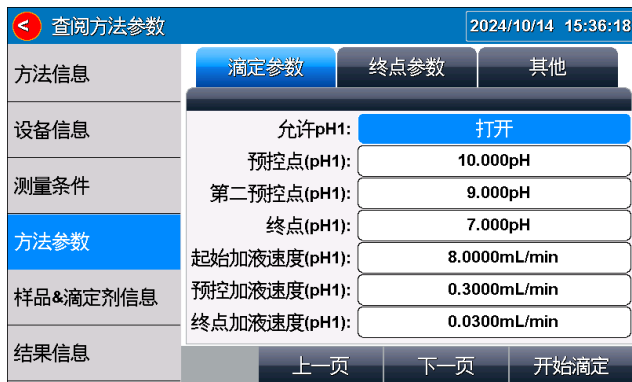 < 查阅方法参数 2024/10/14 15:36:18
方法信息
设备信息
测量条件
方法参数
样品&滴定剂信息
结果信息
滴定参数 终点参数 其他
允许pH1: 打开
预控点(pH1): 10.000pH
第二预控点(pH1): 9.000pH
终点(pH1): 7.000pH
起始加液速度(pH1): 8.0000mL/min
预控加液速度(pH1): 0.3000mL/min
终点加液速度(pH1): 0.0300mL/min
上一页 下一页 开始滴定